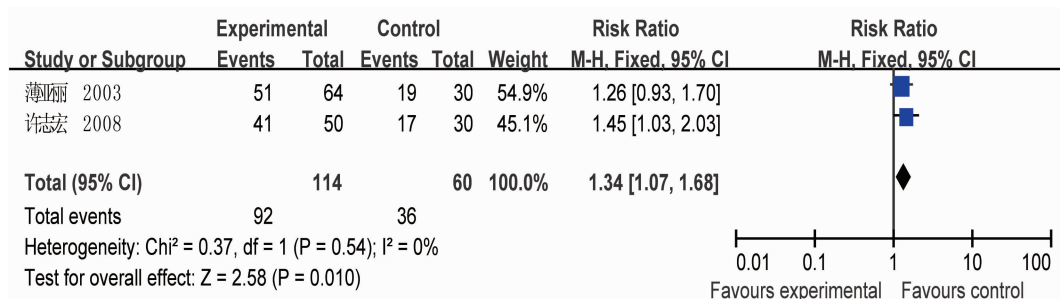 Experimental Control Risk Ratio Risk Ratio
Study or Subgroup Events Total Events Total Weight M-H, Fixed, 95% CI M-H, Fixed, 95% CI
薄亚丽 2003 51 64 19 30 54.9% 1.26 [0.93, 1.70]
许志宏 2008 41 50 17 30 45.1% 1.45 [1.03, 2.03]
Total (95% CI) 114 60 100.0% 1.34 [1.07, 1.68]
Total events 92 36
Heterogeneity: Chi² = 0.37, df = 1 (P = 0.54); I² = 0%
Test for overall effect: Z = 2.58 (P = 0.010)
0.01 0.1 1 10 100
Favours experimental Favours control